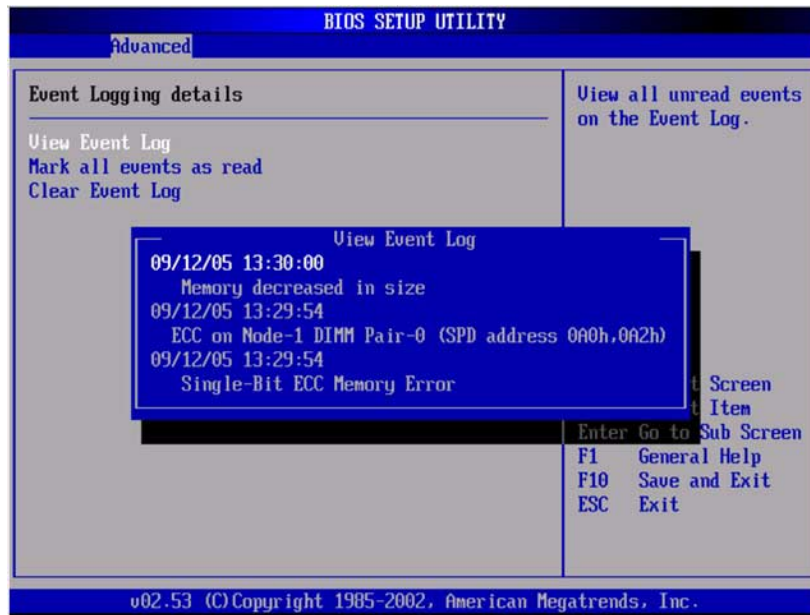 BIOS SETUP UTILITY
Advanced
Event Logging details
View Event Log
Mark all events as read
Clear Event Log
View all unread events
on the Event Log.
View Event Log
09/12/05 13:30:00
Memory decreased in size
09/12/05 13:29:54
ECC on Node-1 DIMM Pair-0 (SPD address 0A0h,0A2h)
09/12/05 13:29:54
Single-Bit ECC Memory Error
Screen
Item
Enter Go to Sub Screen
F1 General Help
F10 Save and Exit
ESC Exit
v02.53 (C)Copyright 1985-2002, American Megatrends, Inc.